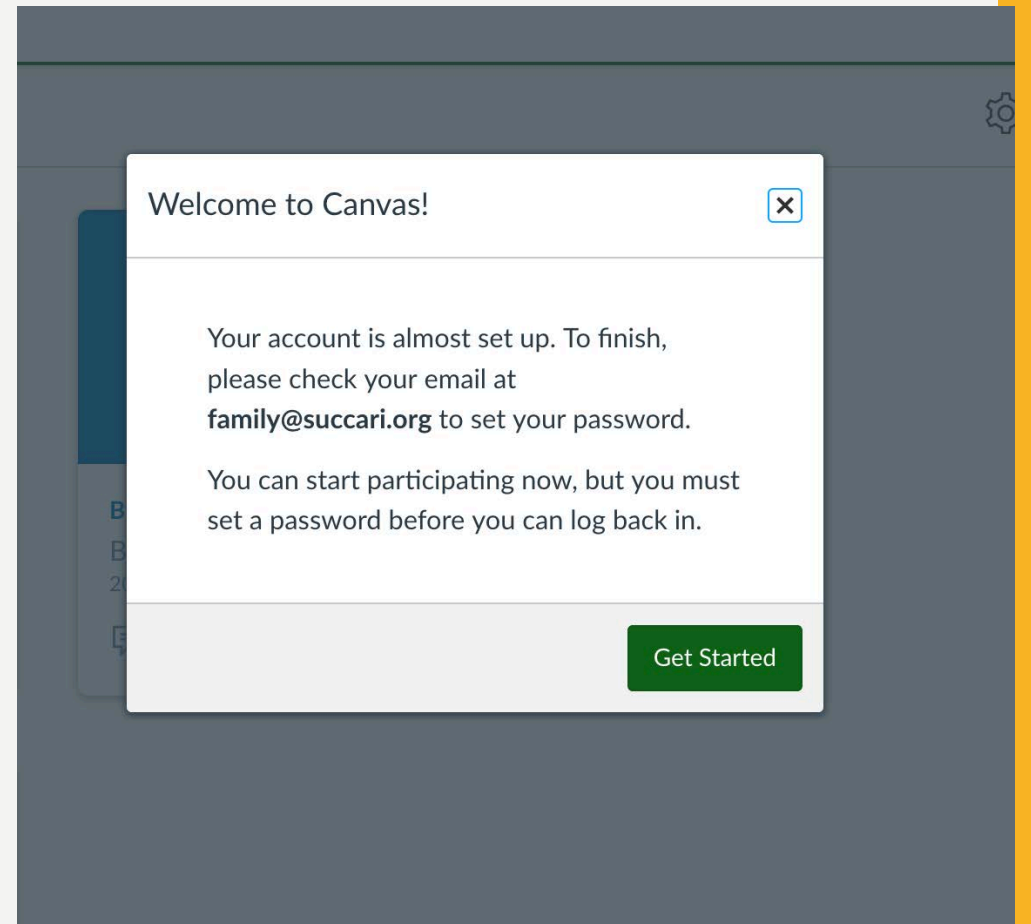 Welcome to Canvas!
Your account is almost set up. To finish,
please check your email at
family@succari.org to set your password.
You can start participating now, but you must
set a password before you can log back in.
B
B
20
Get Started